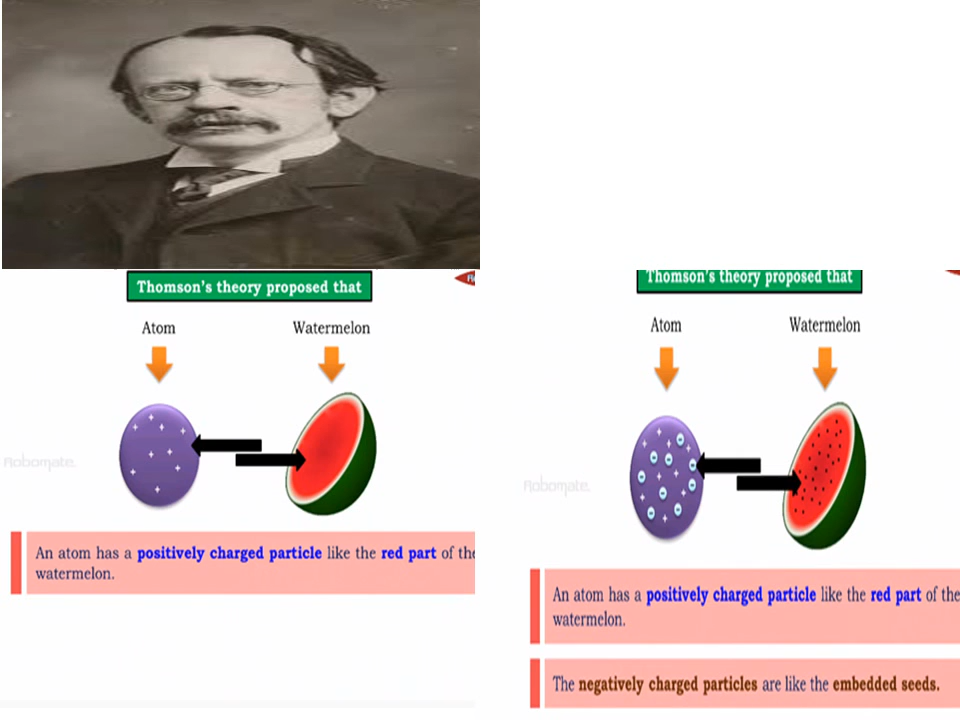 Thomson's theory proposed that
Atom
Watermelon
Robomate.
An atom has a positively charged particle like the red part of the
watermelon.
Thomson's theory proposed that
Atom
Watermelon
Robomate.
An atom has a positively charged particle like the red part of the
watermelon.
The negatively charged particles are like the embedded seeds.